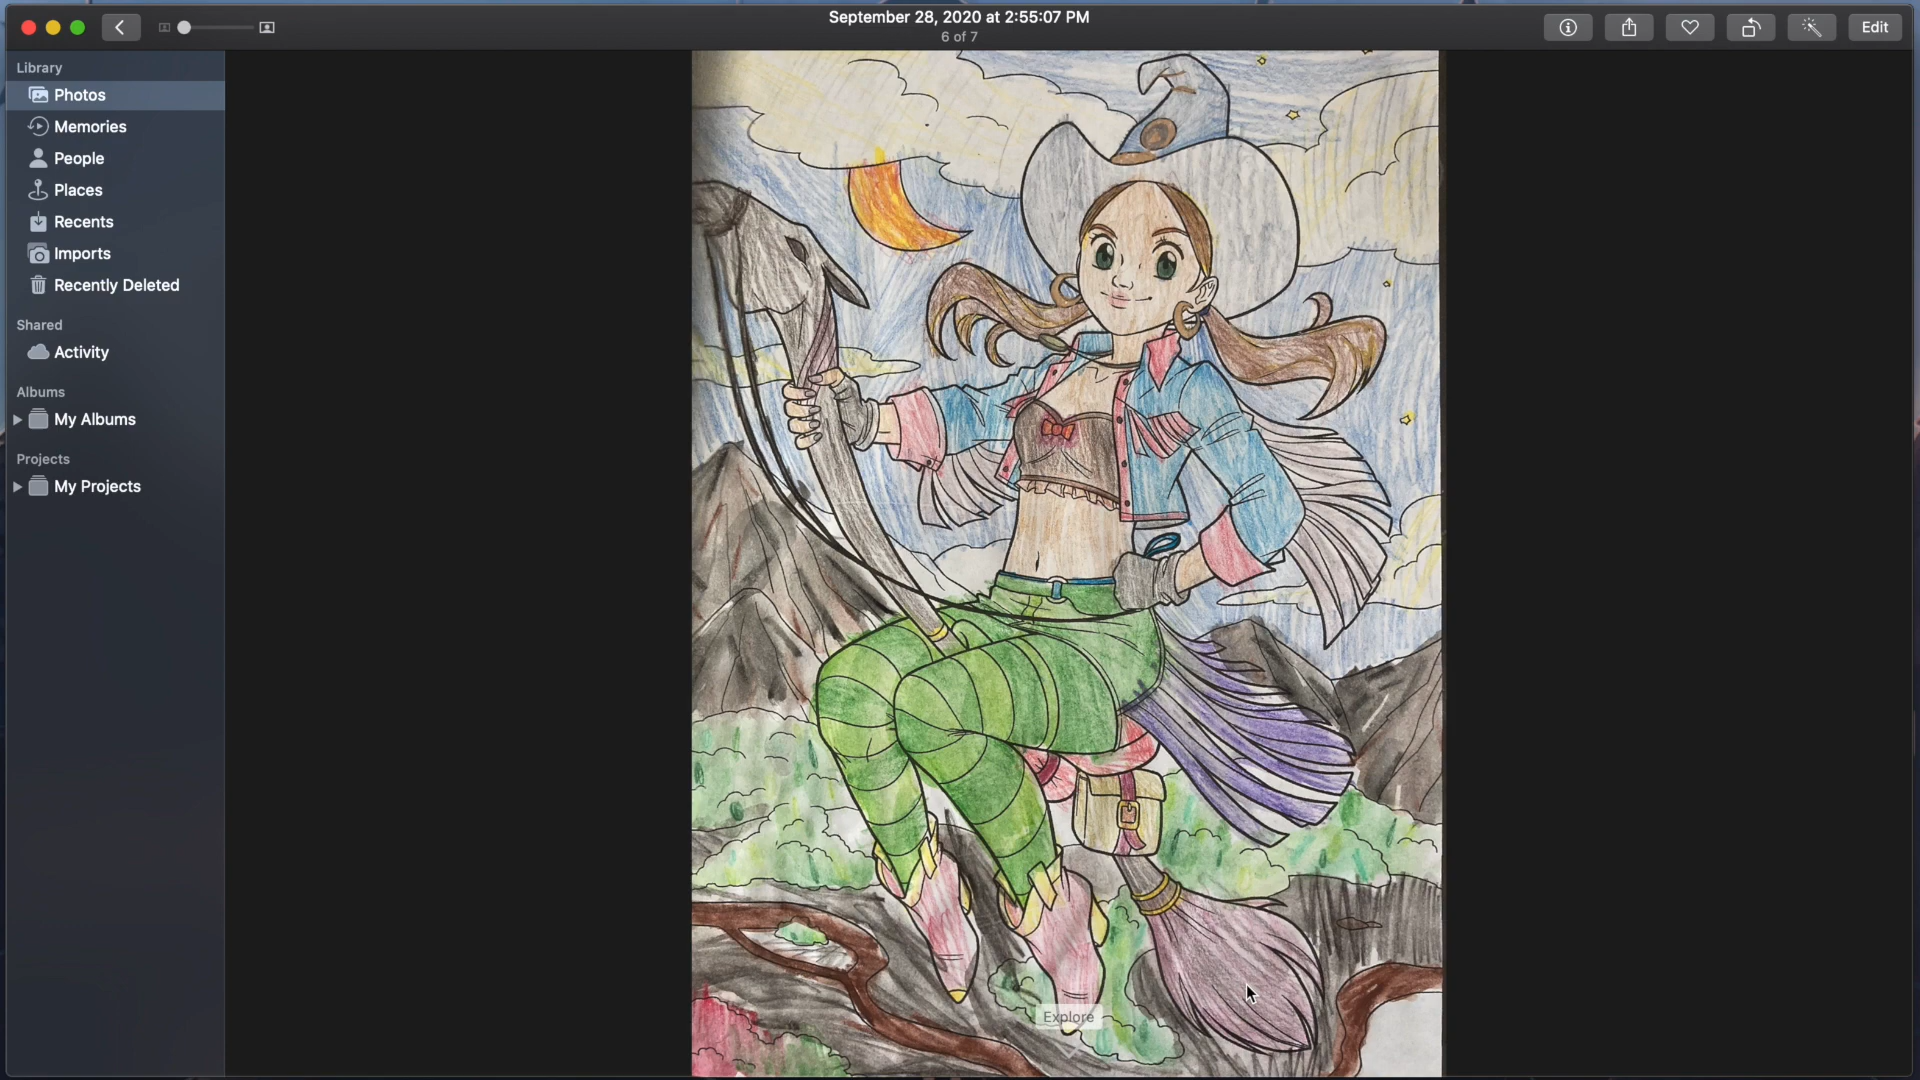 September 28, 2020 at 2:55:07 PM
6 of 7
Edit
Library
Photos
Memories
People
Places
Recents
Imports
Recently Deleted
Shared
Activity
Albums
My Albums
Projects
My Projects
Explore